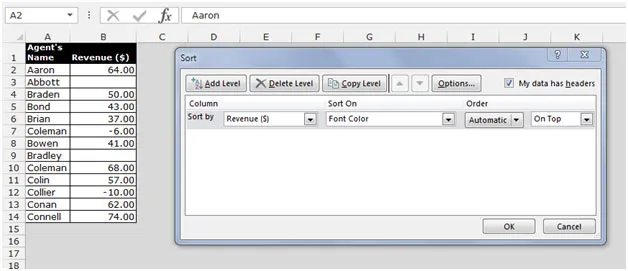 A2 fx Aaron
A B C D E F G H I J K
1 Agent's Name Revenue ($)
2 Aaron 64.00
3 Abbott
4 Braden 50.00
5 Bond 43.00
6 Brian 37.00
7 Coleman -6.00
8 Bowen 41.00
9 Bradley
10 Coleman 68.00
11 Colin 57.00
12 Collier -10.00
13 Conan 62.00
14 Connell 74.00
15
16
17
18
Sort
Add Level Delete Level Copy Level Options... My data has headers
Column Sort On Order
Sort by Revenue ($) Font Color Automatic On Top
OK Cancel